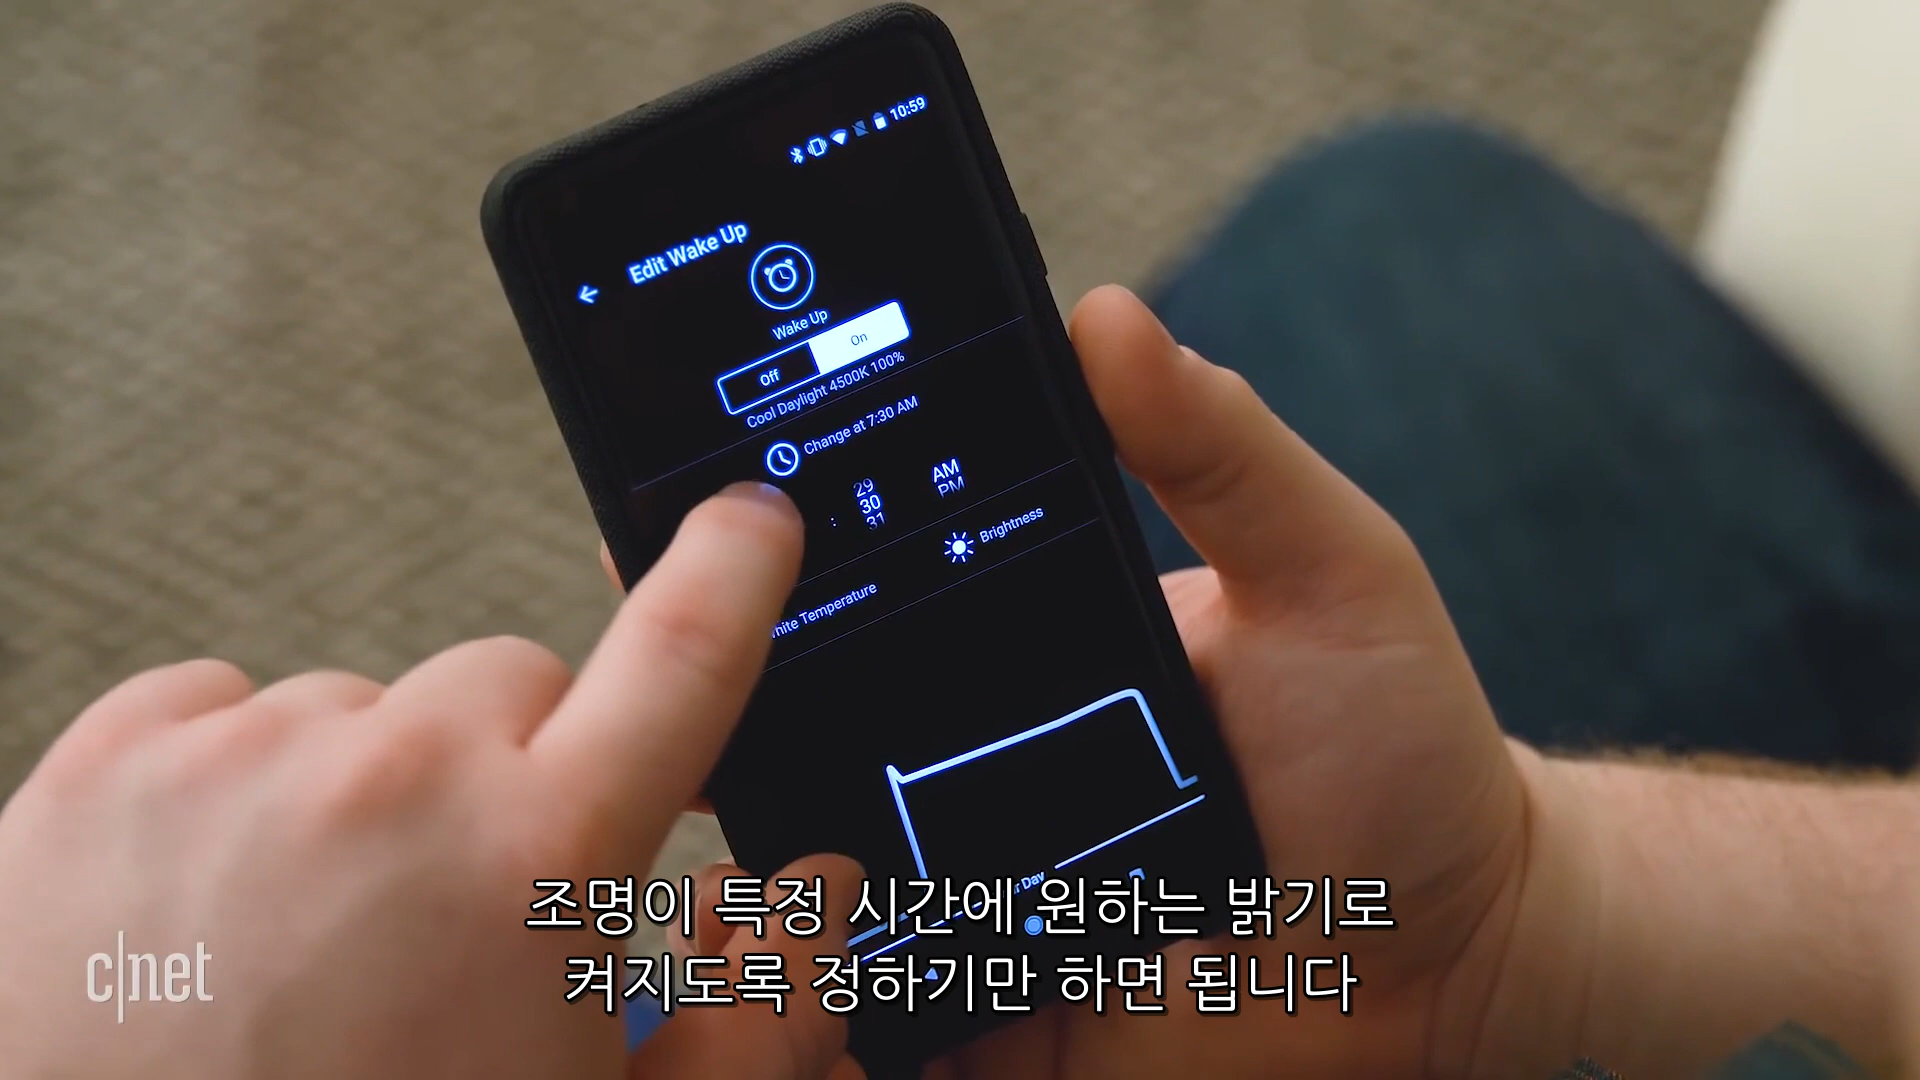 10:59
Edit Wake Up
Wake Up
Off On
Cool Daylight 4500K 100%
Change at 7:30 AM
29 AM
: 30 PM
31
Brightness
Temperature
Day
조명이 특정 시간에 원하는 밝기로
켜지도록 정하기만 하면 됩니다
c|net